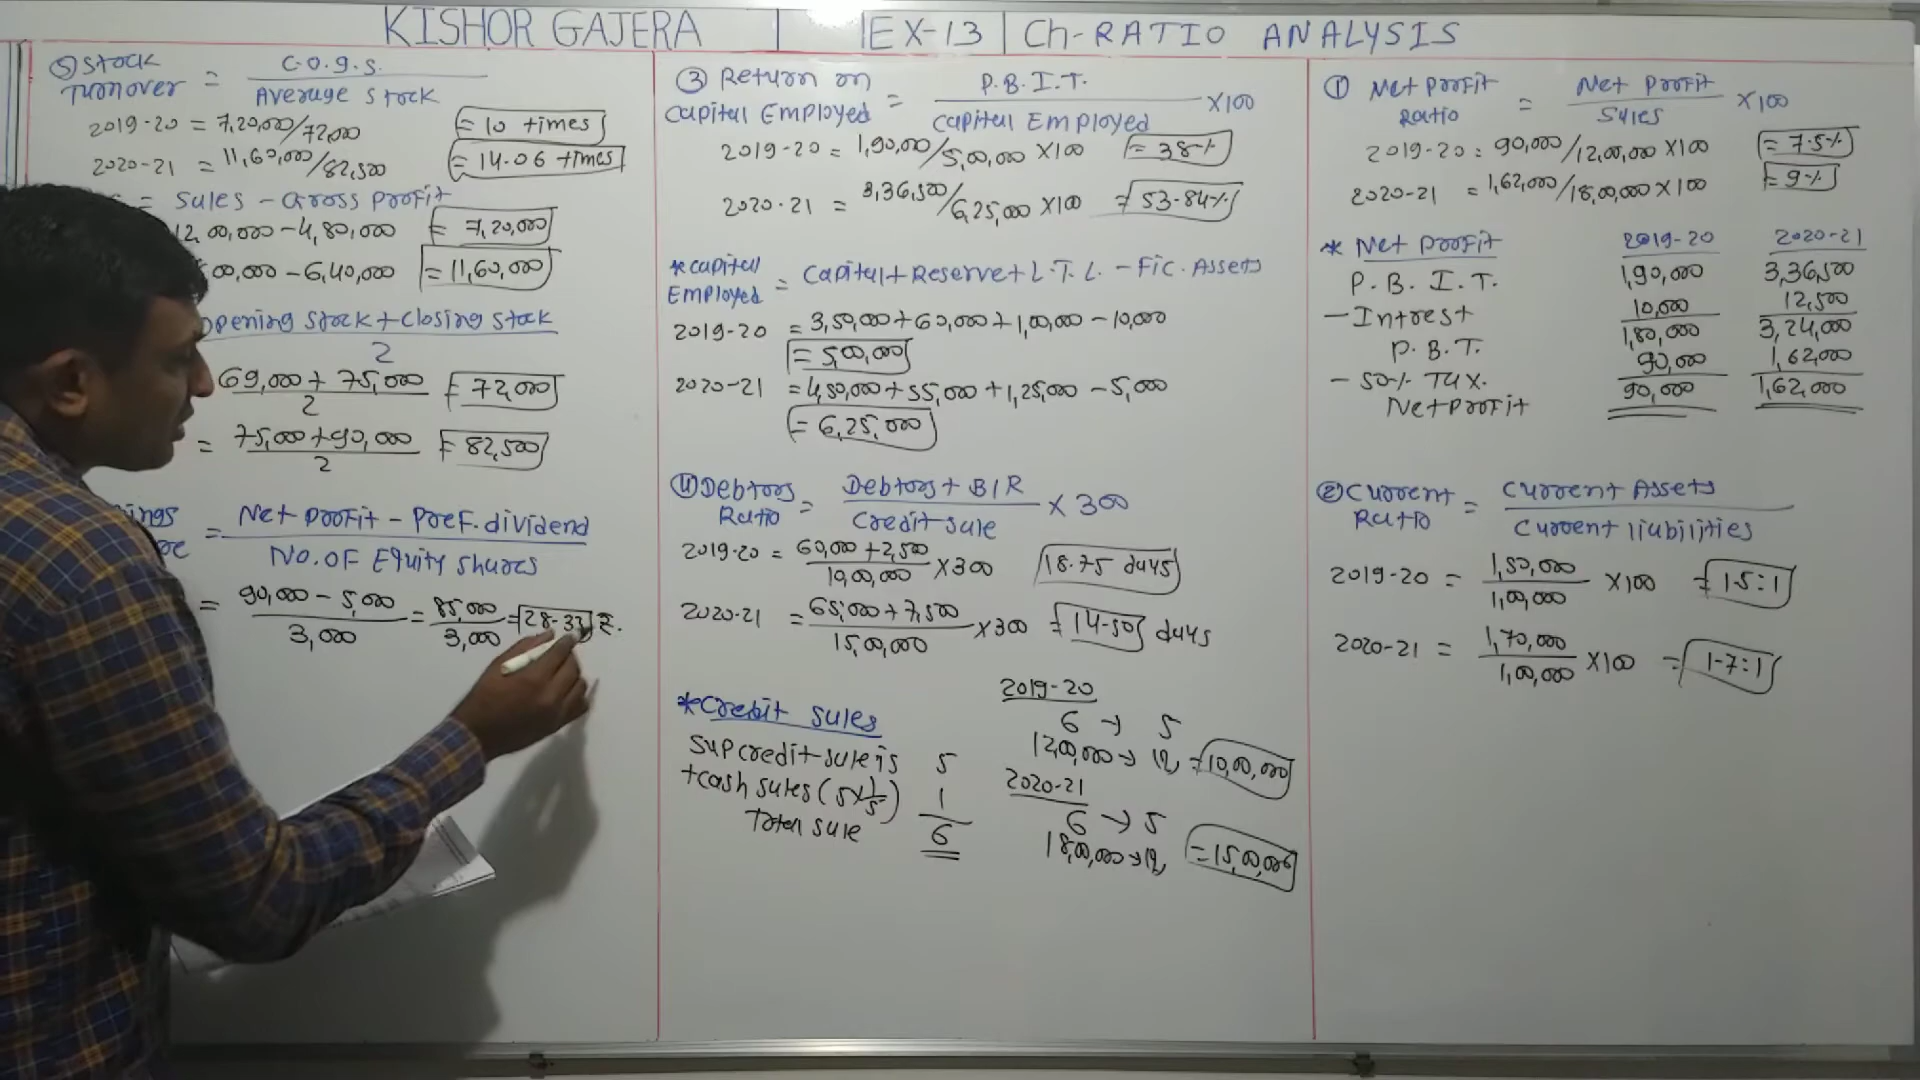 KISHOR GAJERA | EX-13 | Ch-RATIO ANALYSIS
⑤ Stock Turnover = C.O.G.S. / Average Stock
2019-20 = 7,20,000/72,000 = 10 times
2020-21 = 11,60,000/82,500 = 14.06 times
= Sales - Gross Profit
12,00,000 - 4,80,000 = 7,20,000
00,000 - 6,40,000 = 11,60,000
Opening Stock + Closing Stock / 2
69,000 + 75,000 / 2 = 72,000
= 75,000 + 90,000 / 2 = 82,500
= Net Profit - Pref. dividend / No. OF Equity Shares
= 90,000 - 5,000 / 3,000 = 85,000 / 3,000 = 28.33 ₹.
③ Return on Capital Employed = P.B.I.T. / Capital Employed × 100
2019-20 = 1,90,000/5,00,000 × 100 = 38%
2020-21 = 3,36,500/6,25,000 × 100 = 53.84%
*Capital Employed = Capital + Reserve + L.T.L. - Fic. Assets
2019-20 = 3,50,000 + 60,000 + 1,00,000 - 10,000
= 5,00,000
2020-21 = 4,50,000 + 55,000 + 1,25,000 - 5,000
= 6,25,000
④ Debtors Ratio = Debtors + B/R / Credit Sale × 300
2019-20 = 60,000 + 2,500 / 10,00,000 × 300 18.75 days
2020-21 = 65,000 + 7,500 / 15,00,000 × 300 = 14.50 days
*Credit Sales
Sup credit sale is 5
+ cash sales (5×1/5) 1
Total sale 6
2019-20
6 → 5
12,00,000 → (?) = 10,00,000
2020-21
6 → 5
18,00,000 → (?) = 15,00,000
① Net Profit Ratio = Net Profit / Sales × 100
2019-20 = 90,000/12,00,000 × 100 = 7.5%
2020-21 = 1,62,000/18,00,000 × 100 = 9%
* Net Profit 2019-20 2020-21
P.B.I.T. 1,90,000 3,36,500
- Intrest 10,000 12,500
P.B.T. 1,80,000 3,24,000
- 50% Tax. 90,000 1,62,000
Net Profit 90,000 1,62,000
② Current Ratio = Current Assets / Current liabilities
2019-20 = 1,50,000 / 1,00,000 × 100 = 1.5:1
2020-21 = 1,70,000 / 1,00,000 × 100 = 1.7:1